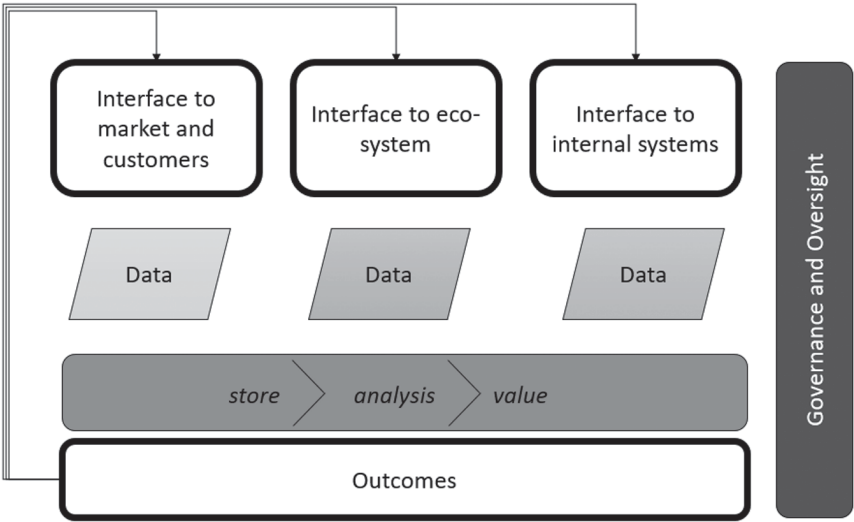 Interface to
market and
customers
Interface to eco-
system
Interface to
internal systems
Data
Data
Data
store
analysis
value
Outcomes
Governance and Oversight